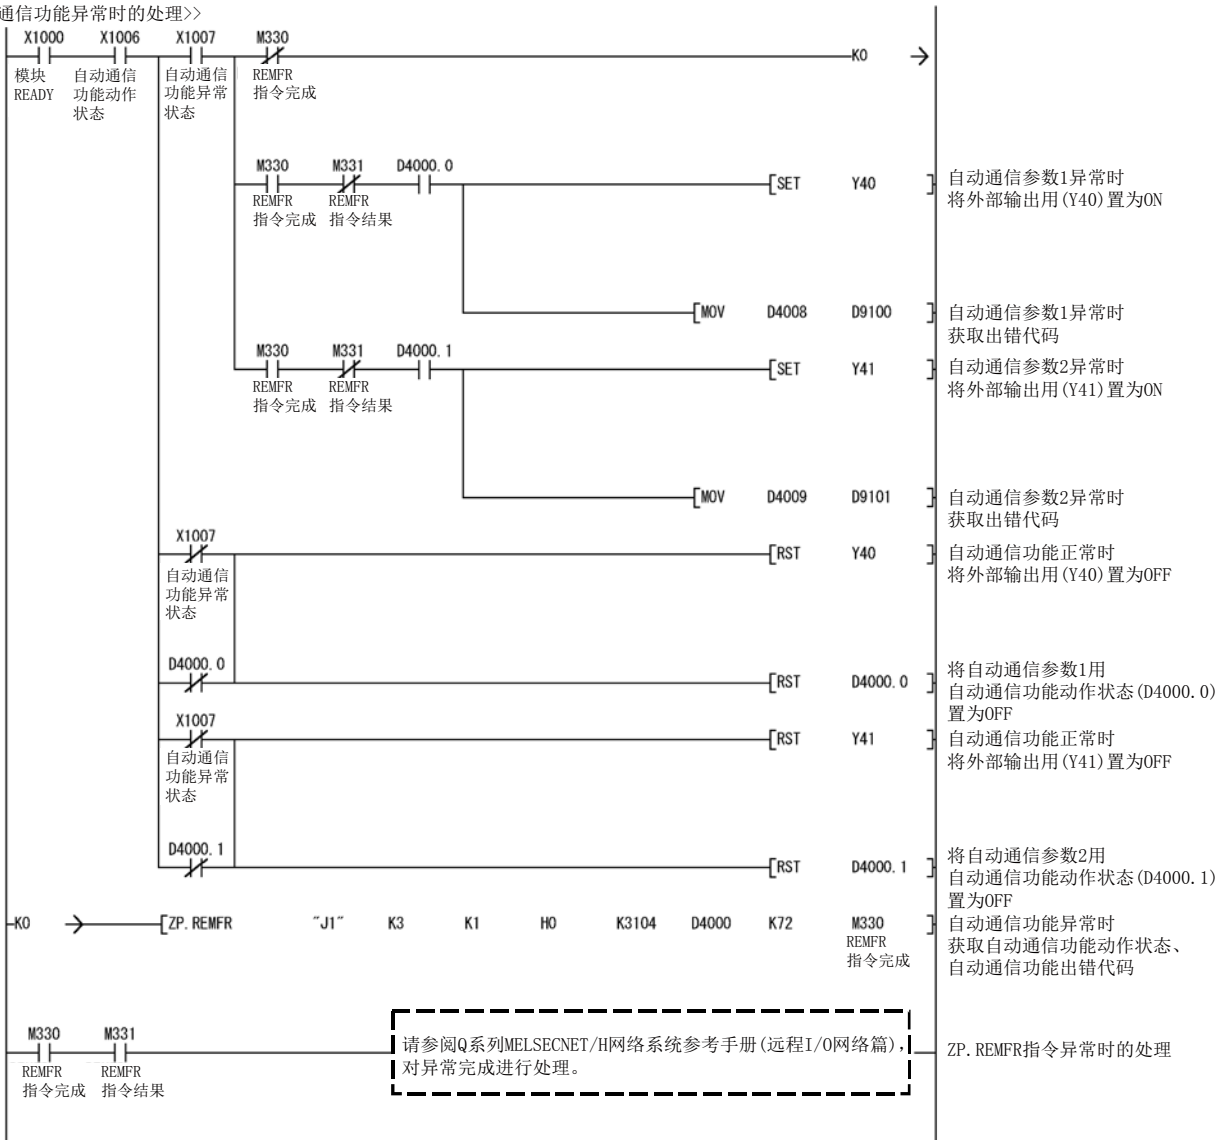 通信功能异常时的处理>>
X1000 X1006 X1007 M330
K0
模块
READY
自动通信
功能动作
状态
自动通信
功能异常
状态
REMFR
指令完成
M330 M331 D4000.0
SET Y40
REMFR
指令完成
REMFR
指令结果
自动通信参数1异常时
将外部输出用(Y40)置为ON
MOV D4008 D9100
自动通信参数1异常时
获取出错代码
M330 M331 D4000.1
SET Y41
REMFR
指令完成
REMFR
指令结果
自动通信参数2异常时
将外部输出用(Y41)置为ON
MOV D4009 D9101
自动通信参数2异常时
获取出错代码
X1007
RST Y40
自动通信
功能异常
状态
自动通信功能正常时
将外部输出用(Y40)置为OFF
D4000.0
RST D4000.0
将自动通信参数1用
自动通信功能动作状态(D4000.0)
置为OFF
X1007
RST Y41
自动通信
功能异常
状态
自动通信功能正常时
将外部输出用(Y41)置为OFF
D4000.1
RST D4000.1
将自动通信参数2用
自动通信功能动作状态(D4000.1)
置为OFF
K0 ZP.REMFR "J1" K3 K1 H0 K3104 D4000 K72 M330
REMFR
指令完成
自动通信功能异常时
获取自动通信功能动作状态、
自动通信功能出错代码
M330 M331
REMFR
指令完成
REMFR
指令结果
请参阅Q系列MELSECNET/H网络系统参考手册(远程I/O网络篇),
对异常完成进行处理。
ZP.REMFR指令异常时的处理